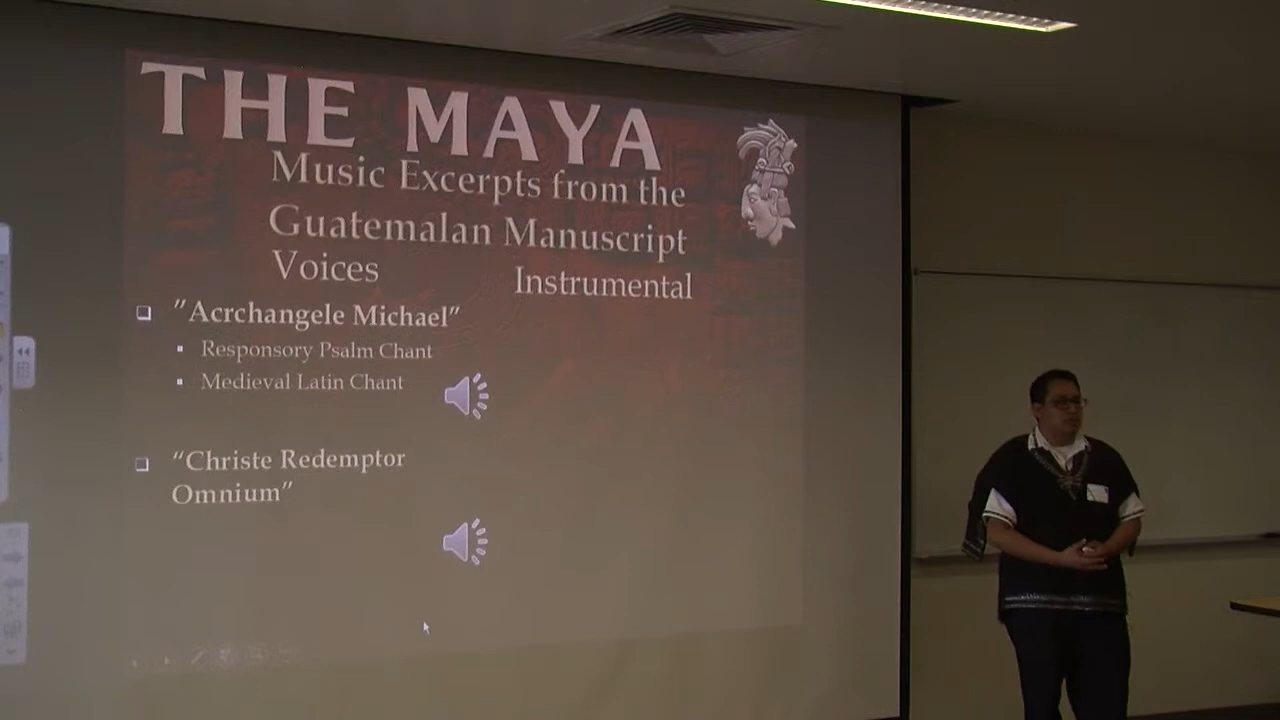 THE MAYA
Music Excerpts from the
Guatemalan Manuscript
Voices
Instrumental
"Acrchangele Michael"
Responsory Psalm Chant
Medieval Latin Chant
"Christe Redemptor
Omnium"